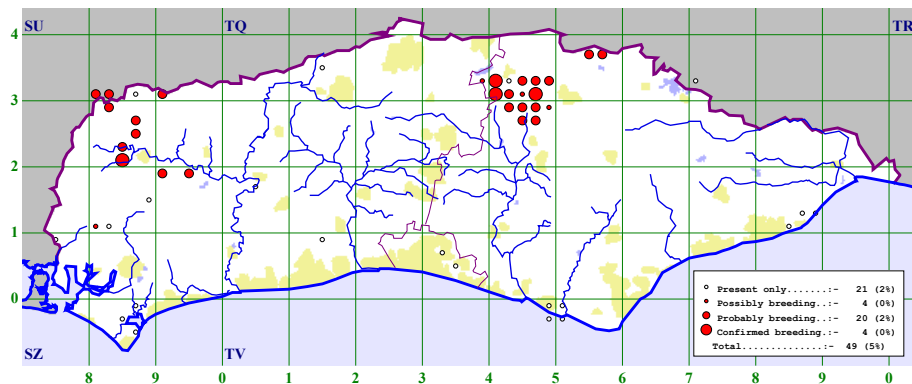 SU TQ TR
4
3
2
1
0
SZ TV
8 9 0 1 2 3 4 5 6 7 8 9 0
Present only.......:- 21 (2%)
Possibly breeding..:- 4 (0%)
Probably breeding..:- 20 (2%)
Confirmed breeding.:- 4 (0%)
Total..............:- 49 (5%)